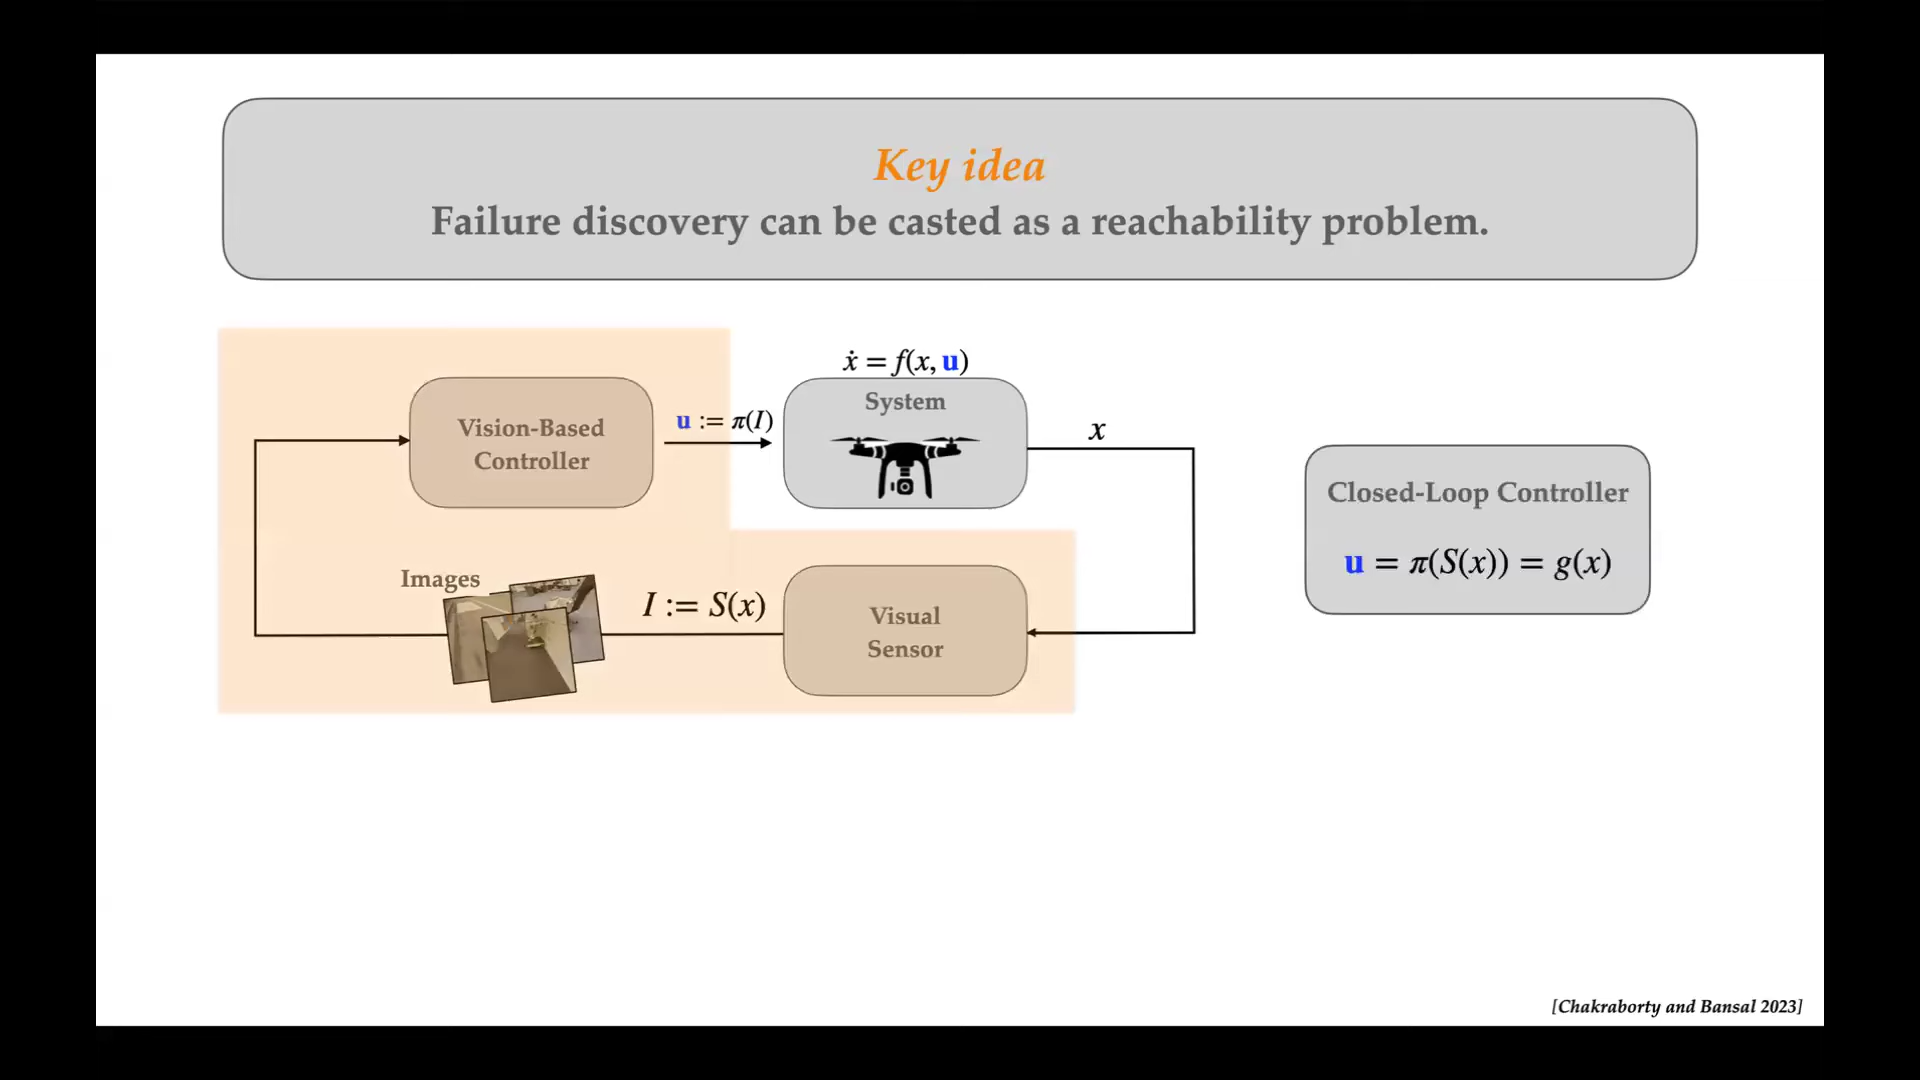 Key idea
Failure discovery can be casted as a reachability problem.
ẋ = f(x, u)
Vision-Based
Controller
u := π(I)
System
x
Images
I := S(x)
Visual
Sensor
Closed-Loop Controller
u = π(S(x)) = g(x)
[Chakraborty and Bansal 2023]